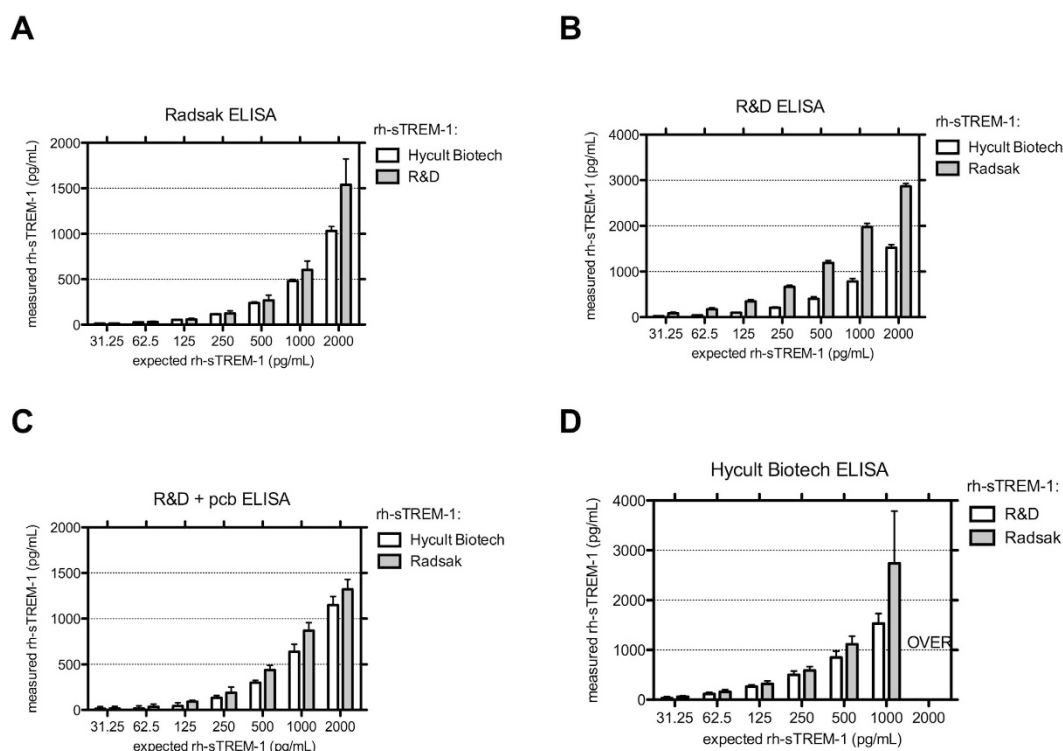 A
Radsak ELISA
rh-sTREM-1:
Hycult Biotech
R&D
measured rh-sTREM-1 (pg/mL)
2000
1500
1000
500
0
31.25 62.5 125 250 500 1000 2000
expected rh-sTREM-1 (pg/mL)
B
R&D ELISA
rh-sTREM-1:
Hycult Biotech
Radsak
measured rh-sTREM-1 (pg/mL)
4000
3000
2000
1000
0
31.25 62.5 125 250 500 1000 2000
expected rh-sTREM-1 (pg/mL)
C
R&D + pcb ELISA
rh-sTREM-1:
Hycult Biotech
Radsak
measured rh-sTREM-1 (pg/mL)
2000
1500
1000
500
0
31.25 62.5 125 250 500 1000 2000
expected rh-sTREM-1 (pg/mL)
D
Hycult Biotech ELISA
rh-sTREM-1:
R&D
Radsak
measured rh-sTREM-1 (pg/mL)
4000
3000
2000
1000
0
OVER
31.25 62.5 125 250 500 1000 2000
expected rh-sTREM-1 (pg/mL)